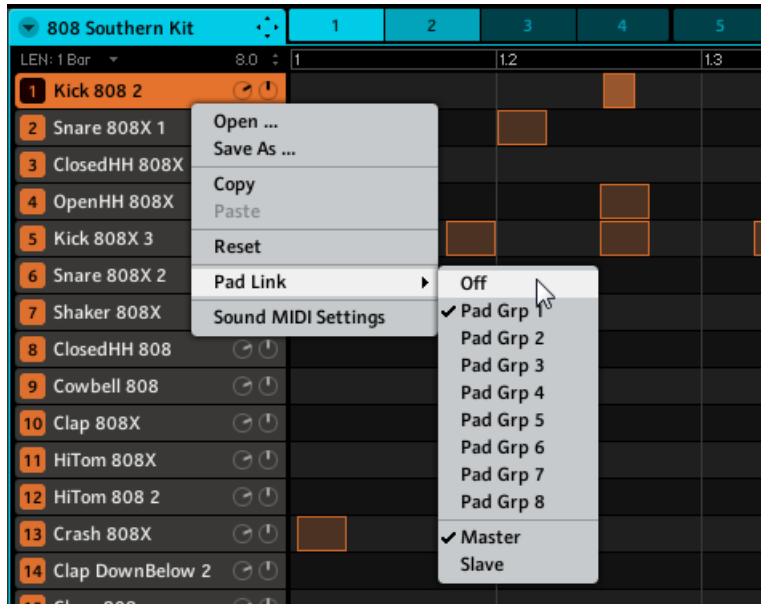 808 Southern Kit
1 2 3 4 5
LEN: 1 Bar 8.0 1 1.2 1.3
1 Kick 808 2
2 Snare 808X 1
3 ClosedHH 808X
4 OpenHH 808X
5 Kick 808X 3
6 Snare 808X 2
7 Shaker 808X
8 ClosedHH 808
9 Cowbell 808
10 Clap 808X
11 HiTom 808X
12 HiTom 808 2
13 Crash 808X
14 Clap DownBelow 2
Open ...
Save As ...
Copy
Paste
Reset
Pad Link
Sound MIDI Settings
Off
Pad Grp 1
Pad Grp 2
Pad Grp 3
Pad Grp 4
Pad Grp 5
Pad Grp 6
Pad Grp 7
Pad Grp 8
Master
Slave